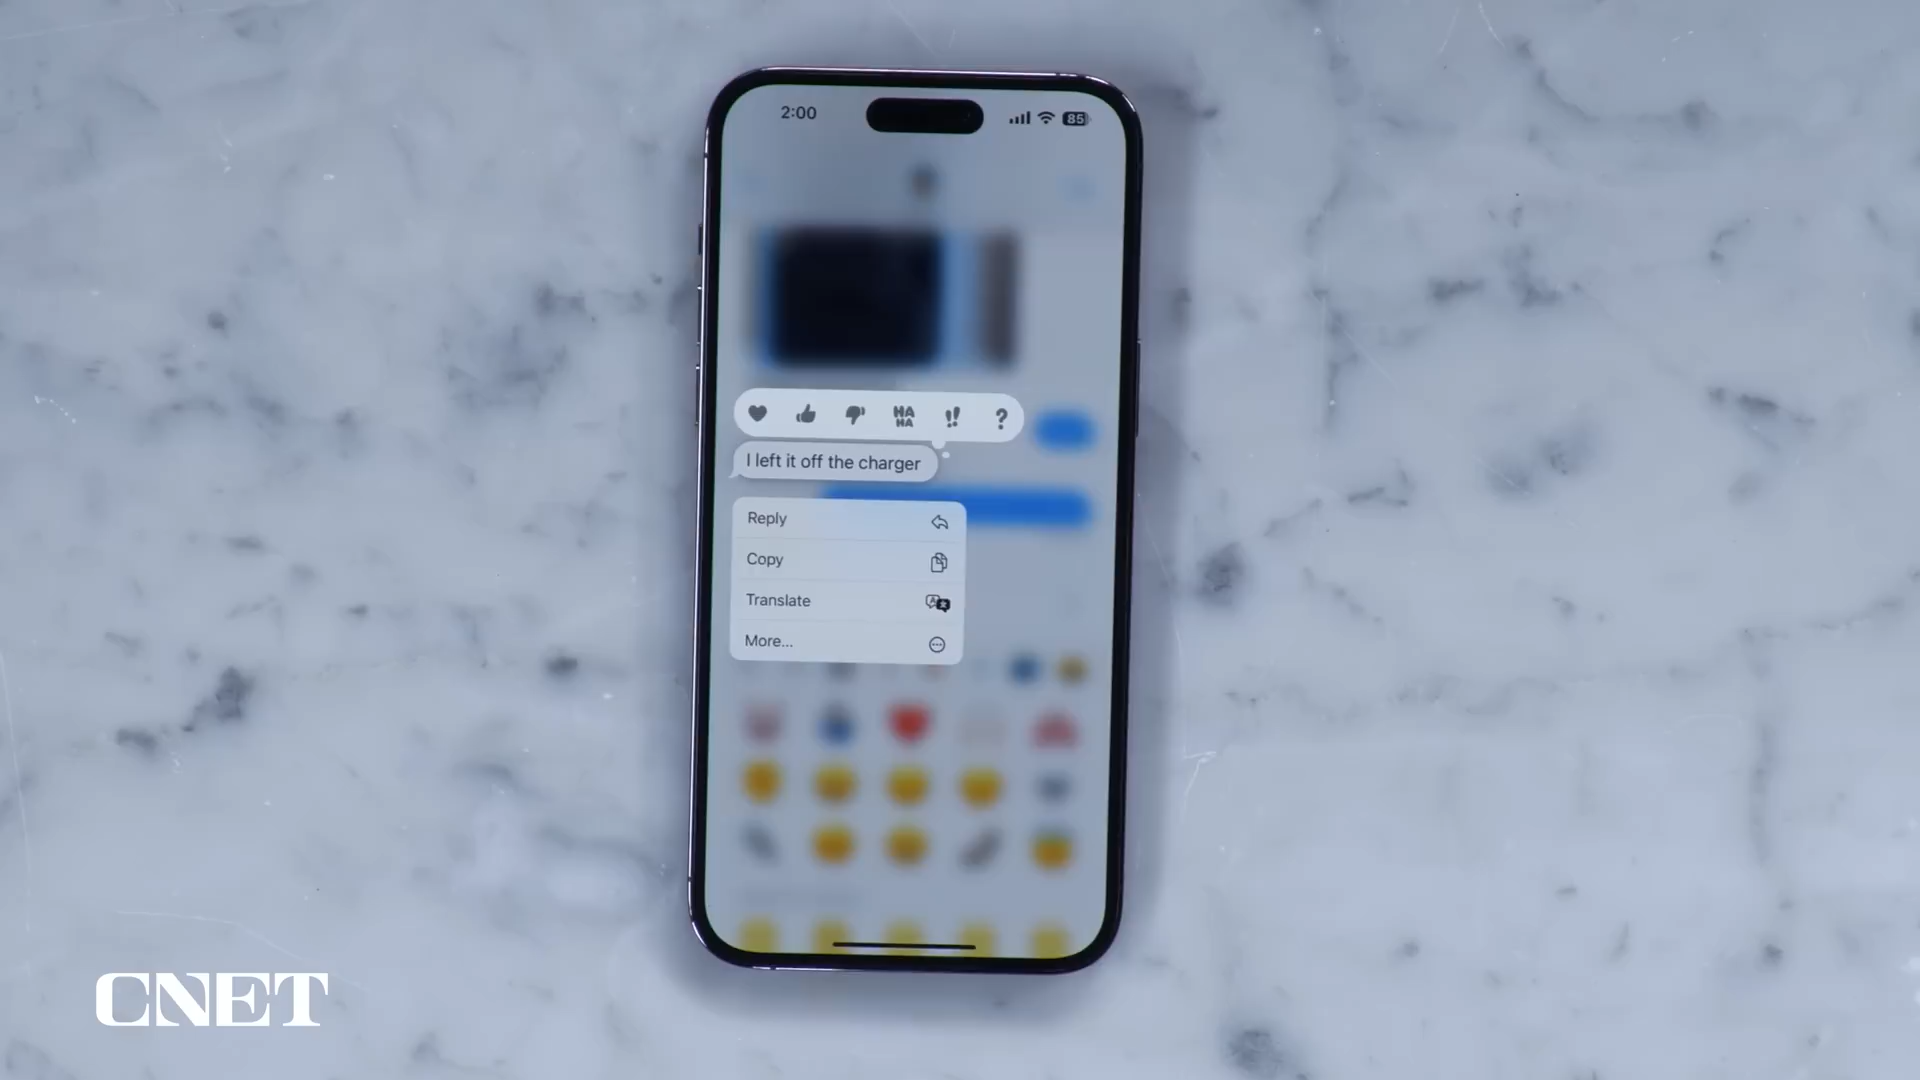 2:00
85
HA
HA
!!
?
I left it off the charger
Reply
Copy
Translate
More...
CNET